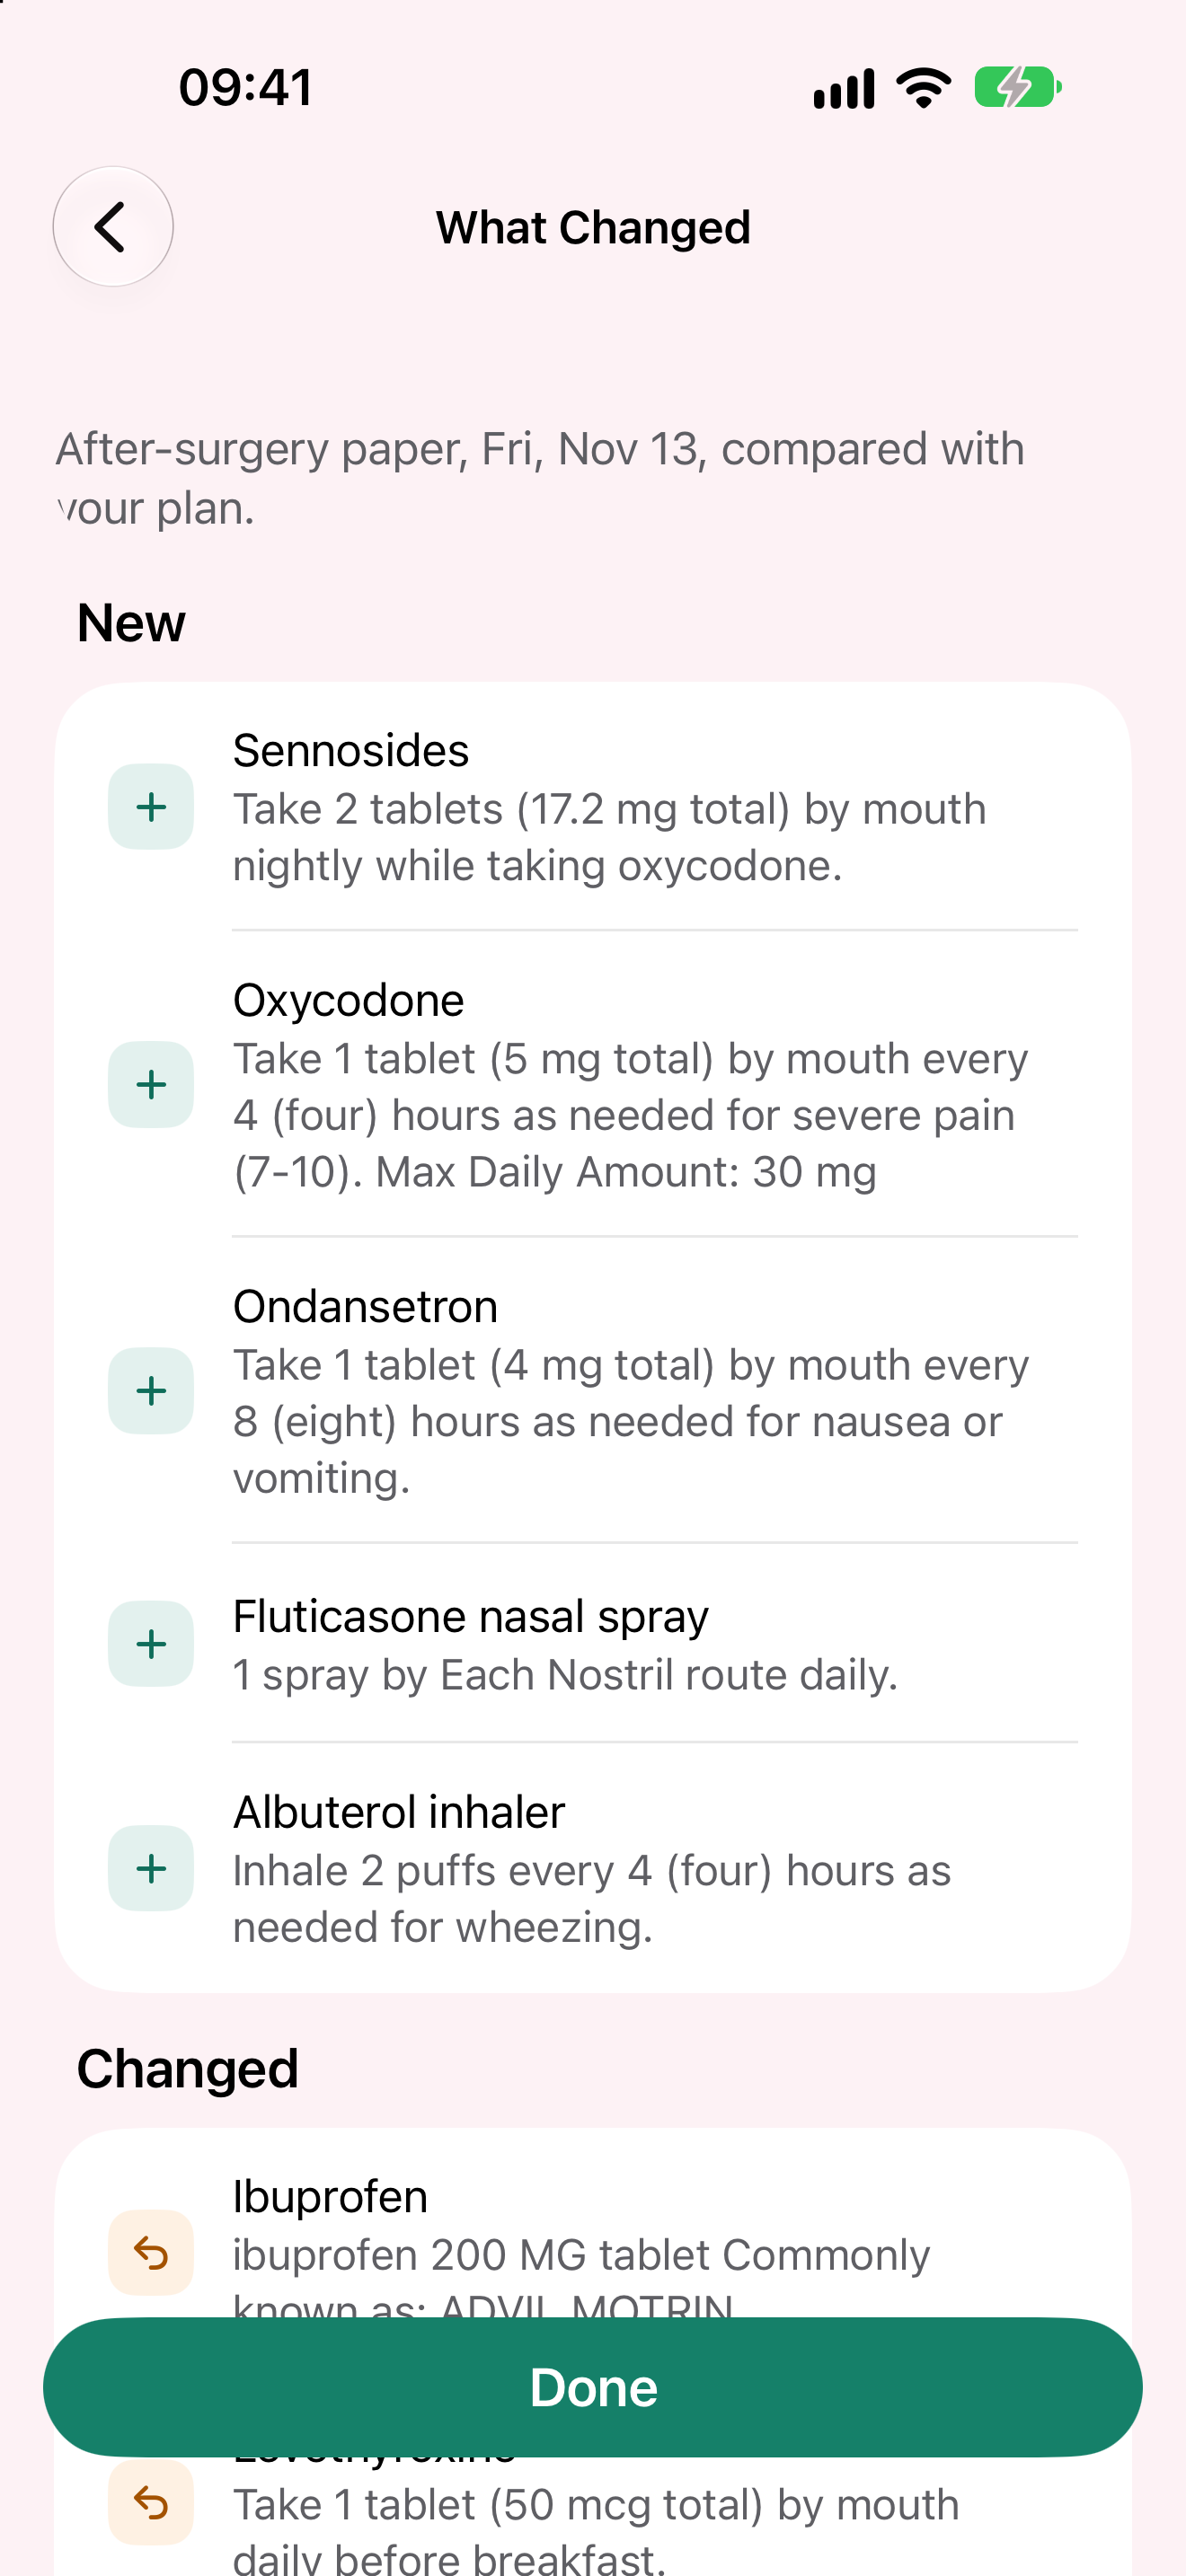 09:41
What Changed
After-surgery paper, Fri, Nov 13, compared with
your plan.
New
Sennosides
Take 2 tablets (17.2 mg total) by mouth
nightly while taking oxycodone.
Oxycodone
Take 1 tablet (5 mg total) by mouth every
4 (four) hours as needed for severe pain
(7-10). Max Daily Amount: 30 mg
Ondansetron
Take 1 tablet (4 mg total) by mouth every
8 (eight) hours as needed for nausea or
vomiting.
Fluticasone nasal spray
1 spray by Each Nostril route daily.
Albuterol inhaler
Inhale 2 puffs every 4 (four) hours as
needed for wheezing.
Changed
Ibuprofen
ibuprofen 200 MG tablet Commonly
known as: ADVIL, MOTRIN
Done
Take 1 tablet (50 mcg total) by mouth
daily before breakfast.